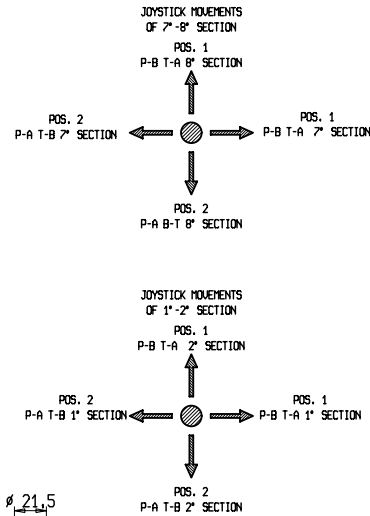 JOYSTICK MOVEMENTS
OF 7°-8° SECTION
POS. 1
P-B T-A 8° SECTION
POS. 2
P-A T-B 7° SECTION
POS. 1
P-B T-A 7° SECTION
POS. 2
P-A B-T 8° SECTION
JOYSTICK MOVEMENTS
OF 1°-2° SECTION
POS. 1
P-B T-A 2° SECTION
POS. 2
P-A T-B 1° SECTION
POS. 1
P-B T-A 1° SECTION
POS. 2
P-A T-B 2° SECTION
ø 21,5